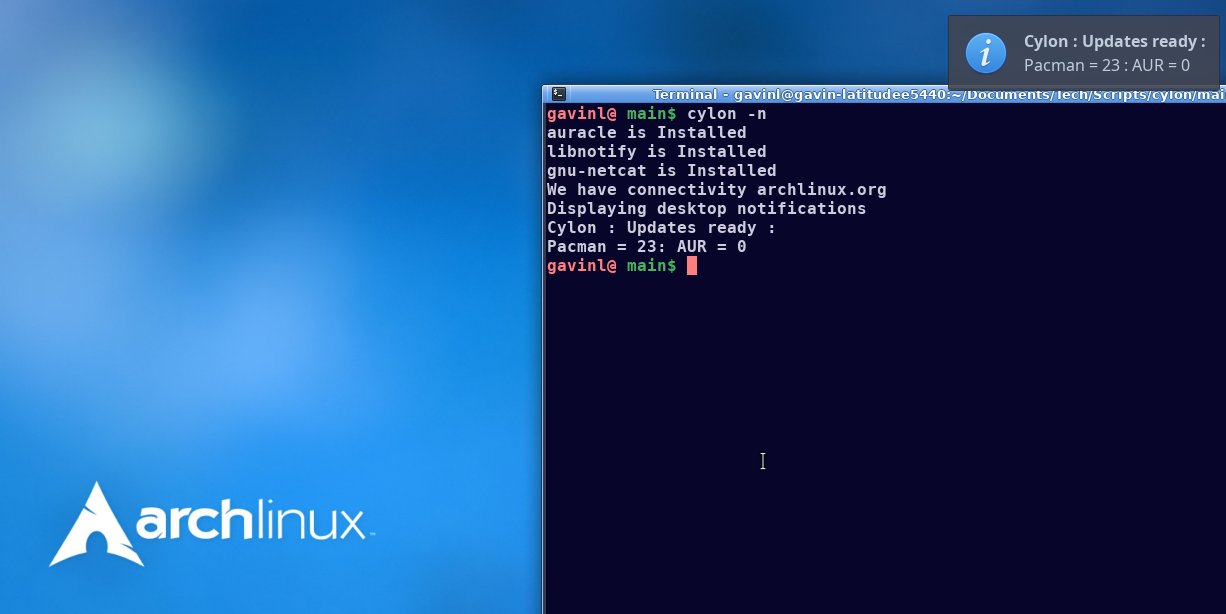 Cylon : Updates ready :
Pacman = 23 : AUR = 0
Terminal - gavinl@gavin-latitudee5440:~/Documents/Tech/Scripts/cylon/mai
gavinl@ main$ cylon -n
auracle is Installed
libnotify is Installed
gnu-netcat is Installed
We have connectivity archlinux.org
Displaying desktop notifications
Cylon : Updates ready :
Pacman = 23: AUR = 0
gavinl@ main$
archlinux™